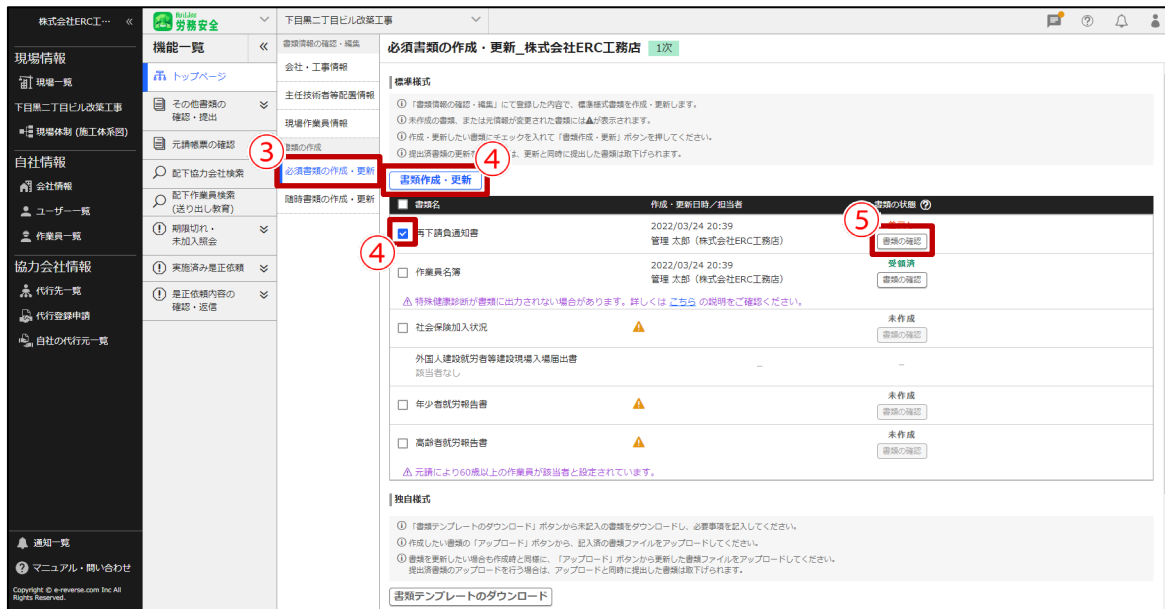 株式会社ERC工… «
現場情報
現場一覧
下目黒二丁目ビル改築工事
現場体制 (施工体系図)
自社情報
会社情報
ユーザー一覧
作業員一覧
協力会社情報
代行先一覧
代行登録申請
自社の代行元一覧
通知一覧
マニュアル・問い合わせ
Copyright © e-reverse.com Inc All
Rights Reserved.
Buildee
労務安全
機能一覧 «
トップページ
その他書類の
確認・提出
元請帳票の確認
配下協力会社検索
配下作業員検索
(送り出し教育)
期限切れ・
未加入照会
実施済み是正依頼
是正依頼内容の
確認・返信
下目黒二丁目ビル改築工事
書類情報の確認・編集
会社・工事情報
主任技術者等配置情報
現場作業員情報
書類の作成
③
必須書類の作成・更新
随時書類の作成・更新
必須書類の作成・更新_株式会社ERC工務店 1次
標準様式
「書類情報の確認・編集」にて登録した内容で、標準様式書類を作成・更新します。
未作成の書類、または元情報が変更された書類には▲が表示されます。
作成・更新したい書類にチェックを入れて「書類作成・更新」ボタンを押してください。
提出済書類の更新を は、更新と同時に提出した書類は取下げられます。
④
書類作成・更新
書類名 作成・更新日時/担当者 書類の状態
④
再下請負通知書
2022/03/24 20:39
管理 太郎（株式会社ERC工務店）
⑤
書類の確認
作業員名簿
2022/03/24 20:39
管理 太郎（株式会社ERC工務店）
受領済
書類の確認
特殊健康診断が書類に出力されない場合があります。詳しくは こちら の説明をご確認ください。
社会保険加入状況
未作成
書類の確認
外国人建設就労者等建設現場入場届出書
該当者なし
–
–
年少者就労報告書
未作成
書類の確認
高齢者就労報告書
未作成
書類の確認
元請により60歳以上の作業員が該当者と設定されています。
独自様式
「書類テンプレートのダウンロード」ボタンから未記入の書類をダウンロードし、必要事項を記入してください。
作成したい書類の「アップロード」ボタンから、記入済の書類ファイルをアップロードしてください。
書類を更新したい場合も作成時と同様に、「アップロード」ボタンから更新した書類ファイルをアップロードしてください。
提出済書類のアップロードを行う場合は、アップロードと同時に提出した書類は取下げられます。
書類テンプレートのダウンロード